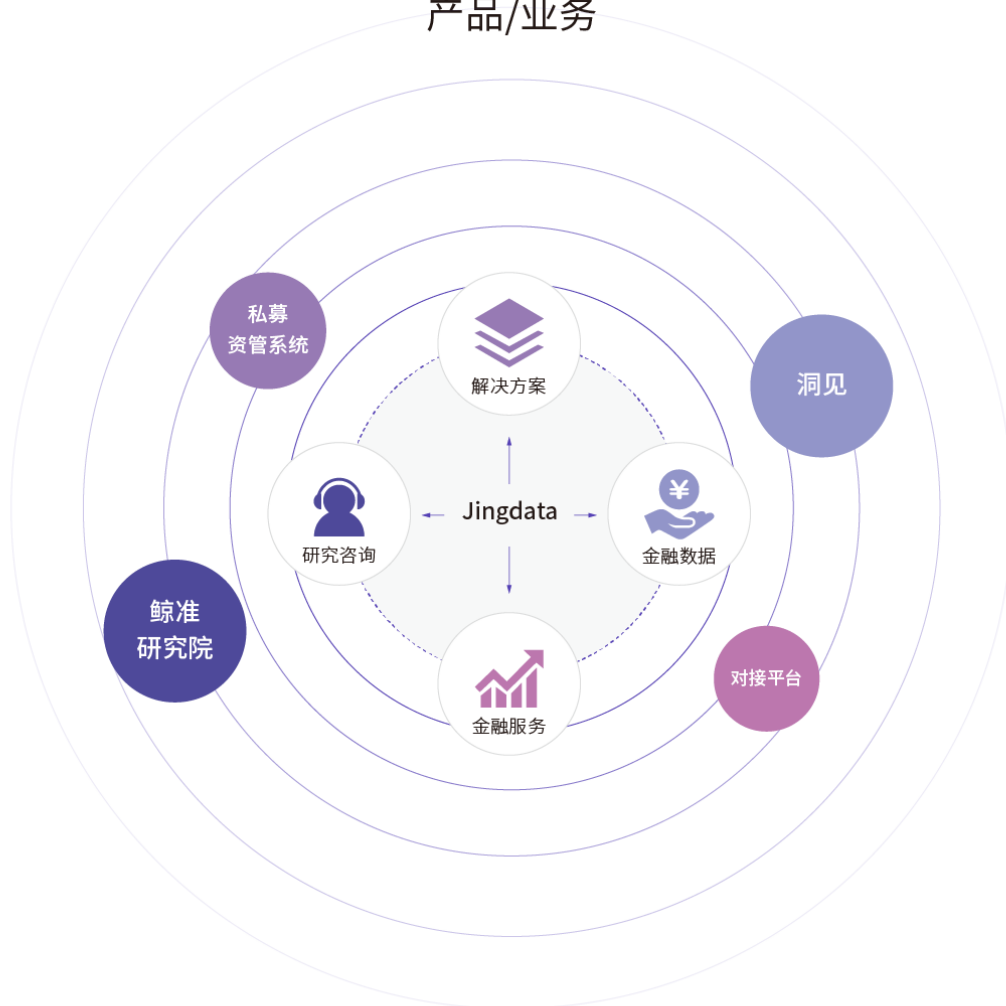 产品/业务
私募
资管系统
解决方案
洞见
Jingdata
研究咨询
金融数据
鲸准
研究院
对接平台
金融服务